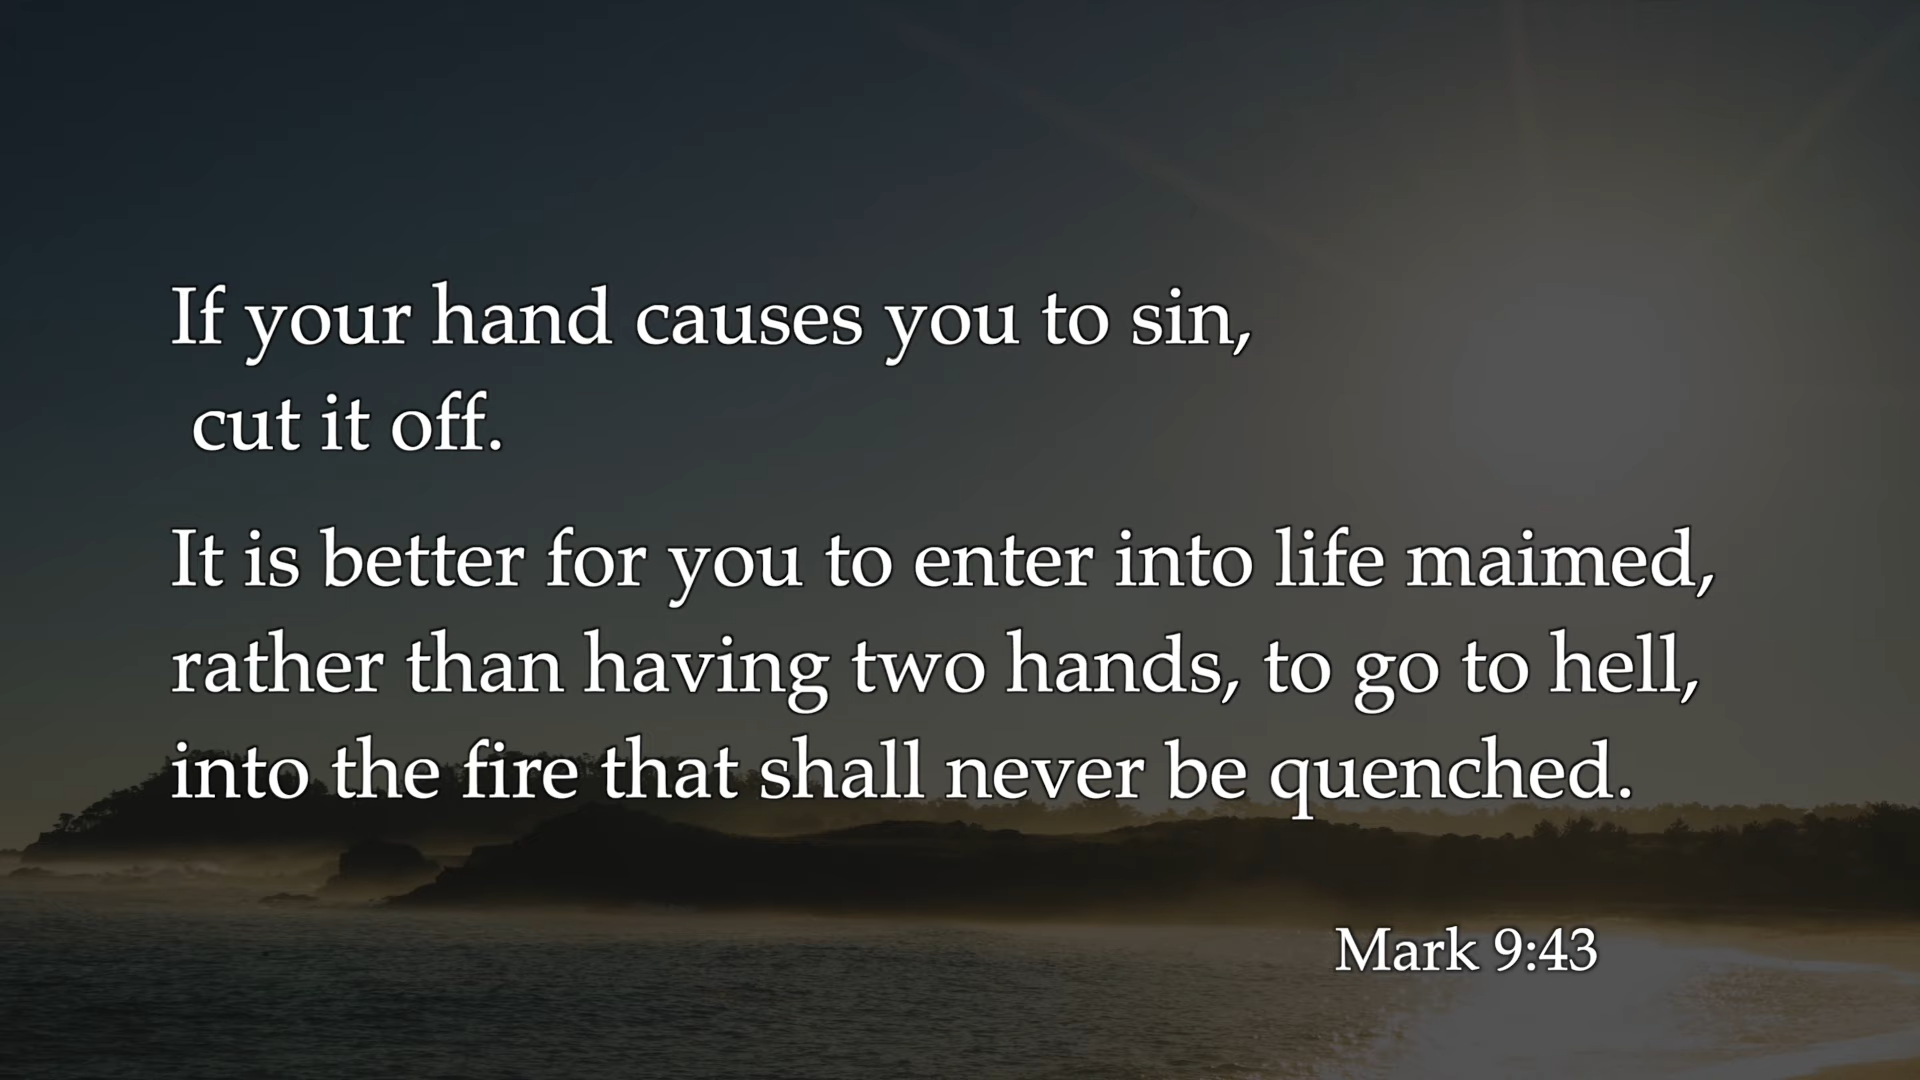 If your hand causes you to sin,
cut it off.
It is better for you to enter into life maimed,
rather than having two hands, to go to hell,
into the fire that shall never be quenched.
Mark 9:43